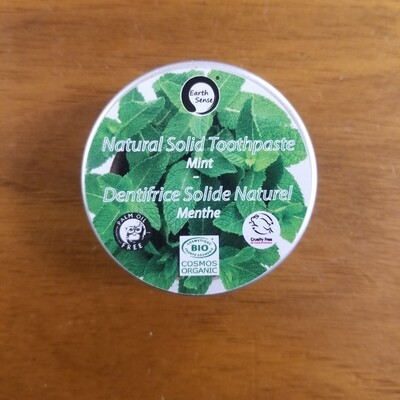 Earth
Sense
Natural Solid Toothpaste
Mint
-
Dentifrice Solide Naturel
Menthe
PALM OIL
FREE
BIO
COSMOS
ORGANIC
Cruelty Free